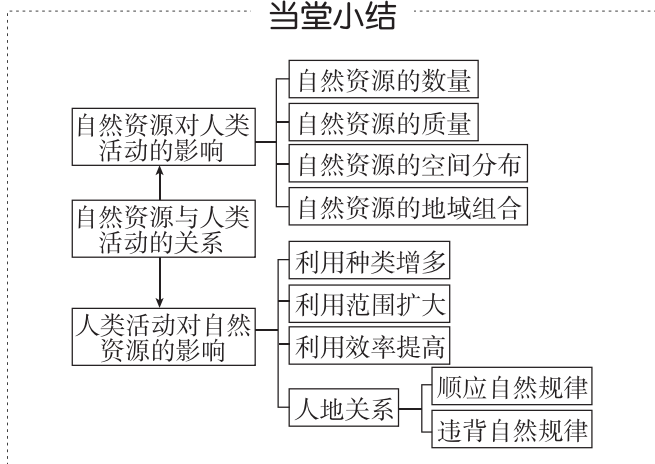 当堂小结
自然资源的数量
自然资源对人类
活动的影响
自然资源的质量
自然资源的空间分布
自然资源的地域组合
自然资源与人类
活动的关系
利用种类增多
利用范围扩大
人类活动对自然
资源的影响
利用效率提高
人地关系
顺应自然规律
违背自然规律